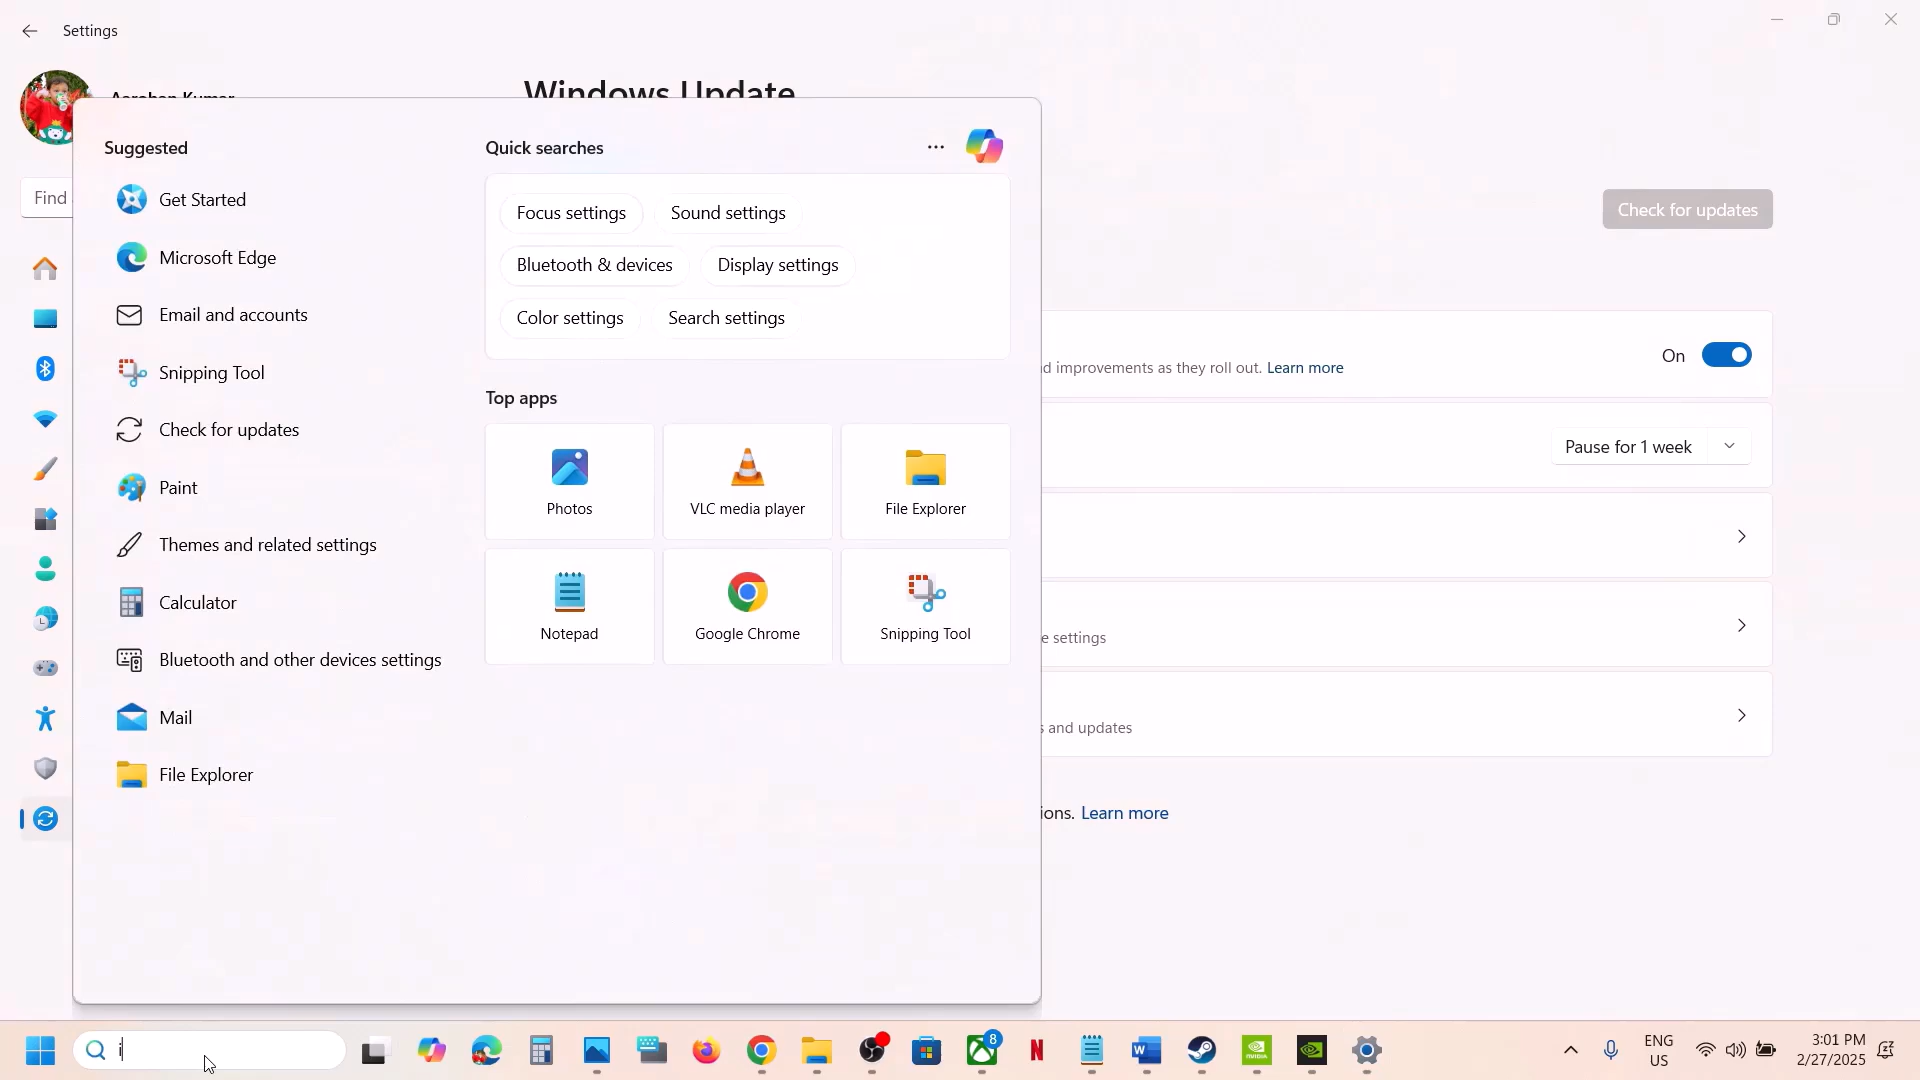 Settings
Windows Update
Find
Check for updates
Suggested
Get Started
Microsoft Edge
Email and accounts
Snipping Tool
Check for updates
Paint
Themes and related settings
Calculator
Bluetooth and other devices settings
Mail
File Explorer
Quick searches
Focus settings
Sound settings
Bluetooth & devices
Display settings
Color settings
Search settings
Top apps
Photos
VLC media player
File Explorer
Notepad
Google Chrome
Snipping Tool
improvements as they roll out. Learn more
On
Pause for 1 week
settings
and updates
Learn more
i
8
ENG
US
3:01 PM
2/27/2025